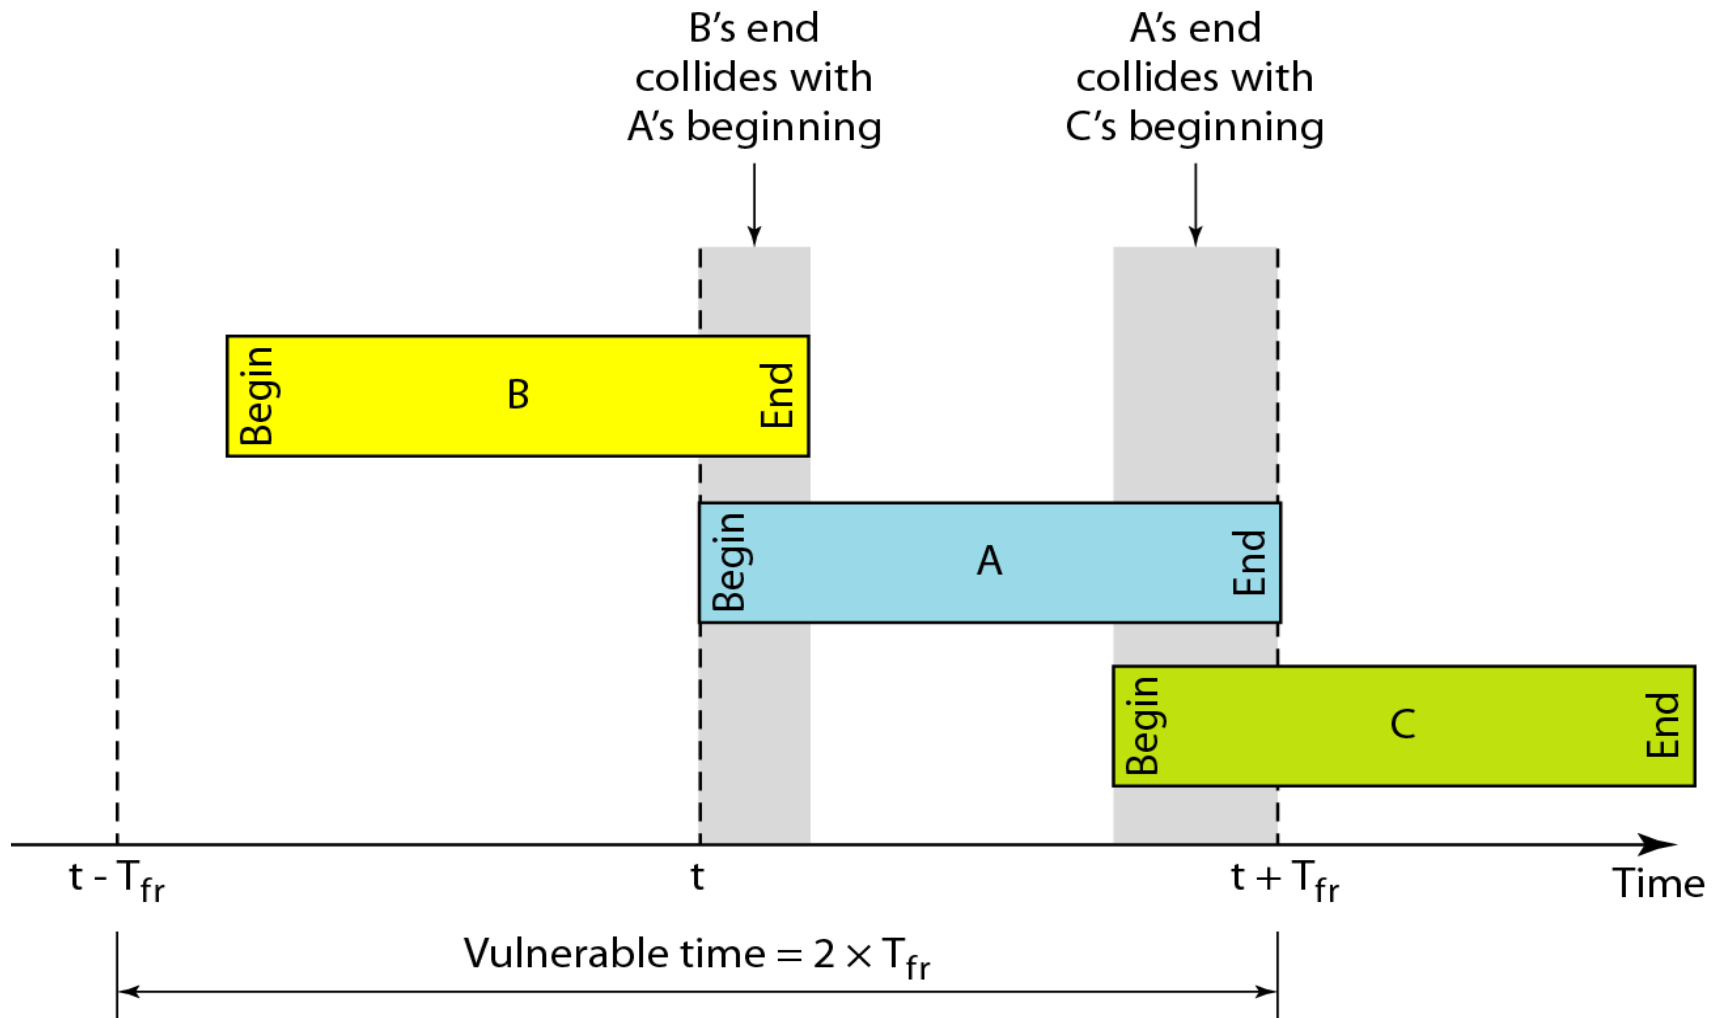 B’s end
collides with
A’s beginning
A’s end
collides with
C’s beginning
Begin
B
End
Begin
A
End
Begin
C
End
t - Tfr
t
t + Tfr
Time
Vulnerable time = 2 × Tfr